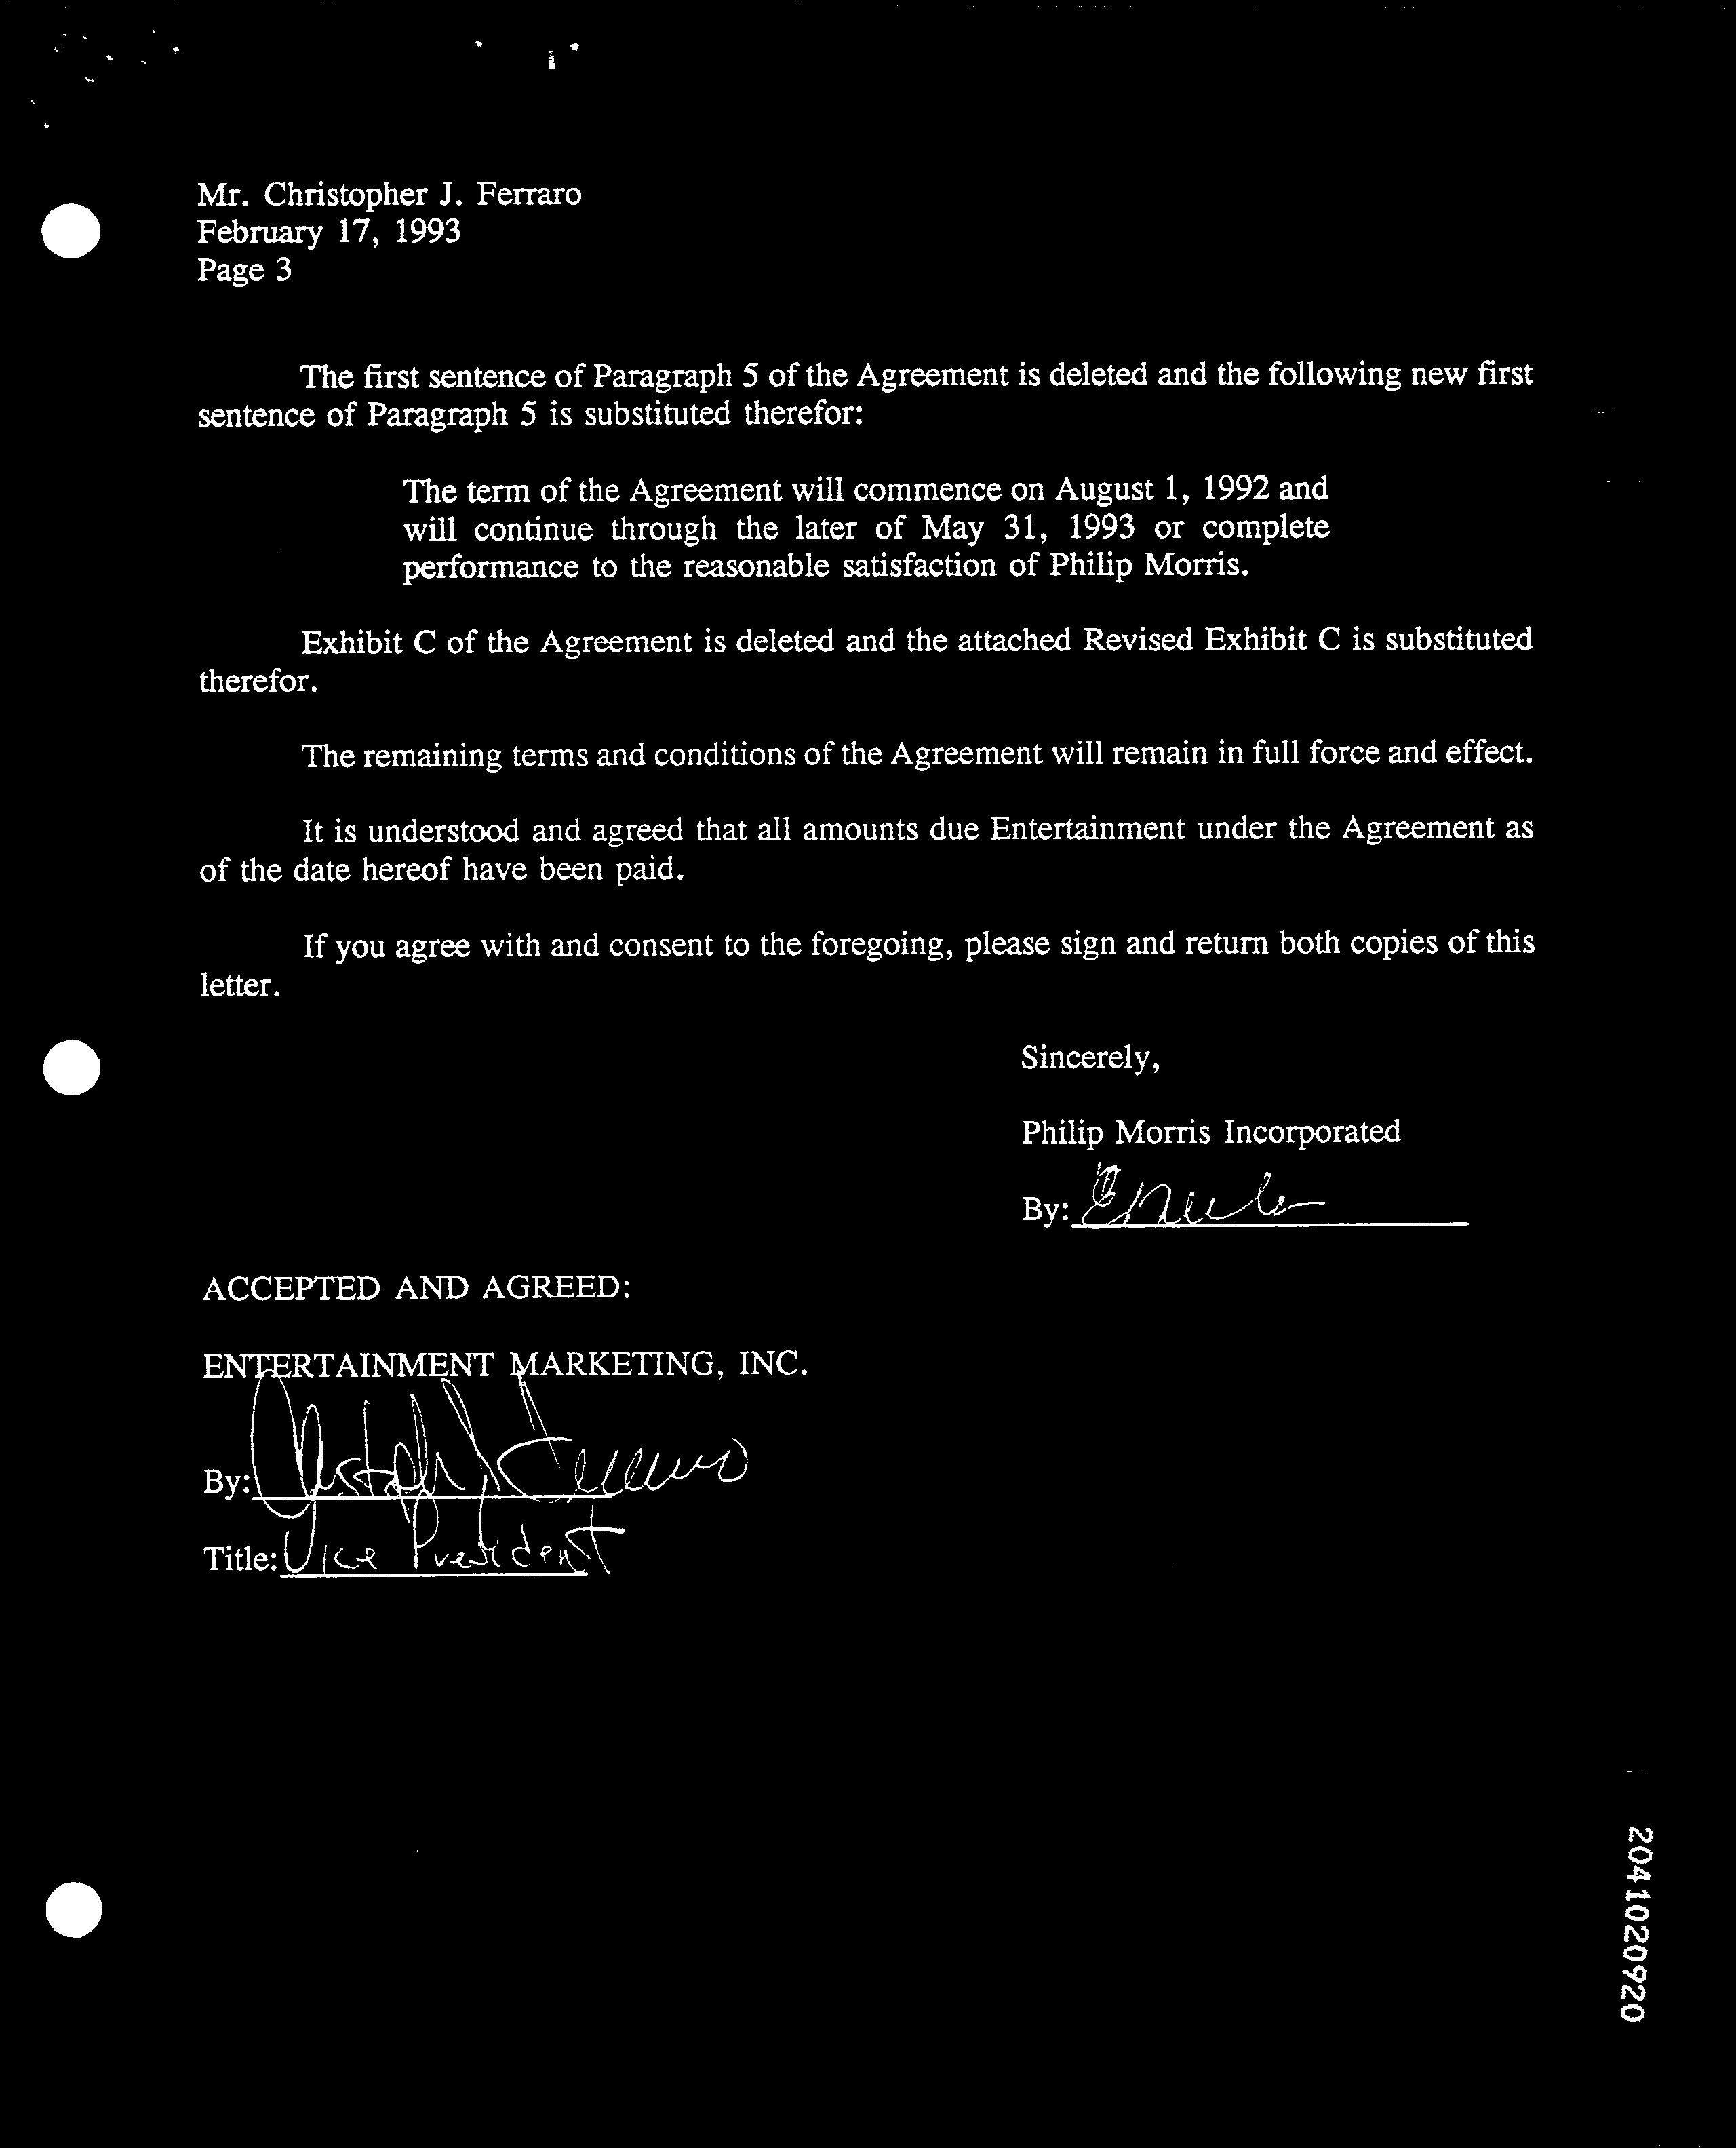 Mr. Christopher J. Ferraro
February 17, 1993
Page 3
The first sentence of Paragraph 5 of the Agreement is deleted and the following new first
sentence of Paragraph 5 is substituted therefor:
The term of the Agreement will commence on August 1, 1992 and
will continue through the later of May 31, 1993 or complete
performance to the reasonable satisfaction of Philip Morris.
Exhibit C of the Agreement is deleted and the attached Revised Exhibit C is substituted
therefor.
The remaining terms and conditions of the Agreement will remain in full force and effect.
It is understood and agreed that all amounts due Entertainment under the Agreement as
of the date hereof have been paid.
If you agree with and consent to the foregoing, please sign and return both copies of this
letter.
Sincerely,
Philip Morris Incorporated
By:
ACCEPTED AND AGREED:
ENTERTAINMENT MARKETING, INC.
By: Christopher J. Ferraro
Title: Vice President
2041020920